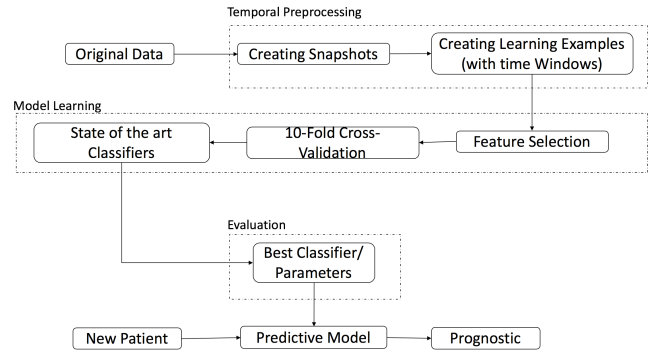 Temporal Preprocessing
Original Data
Creating Snapshots
Creating Learning Examples
(with time Windows)
Model Learning
State of the art
Classifiers
10-Fold Cross-
Validation
Feature Selection
Evaluation
Best Classifier/
Parameters
New Patient
Predictive Model
Prognostic